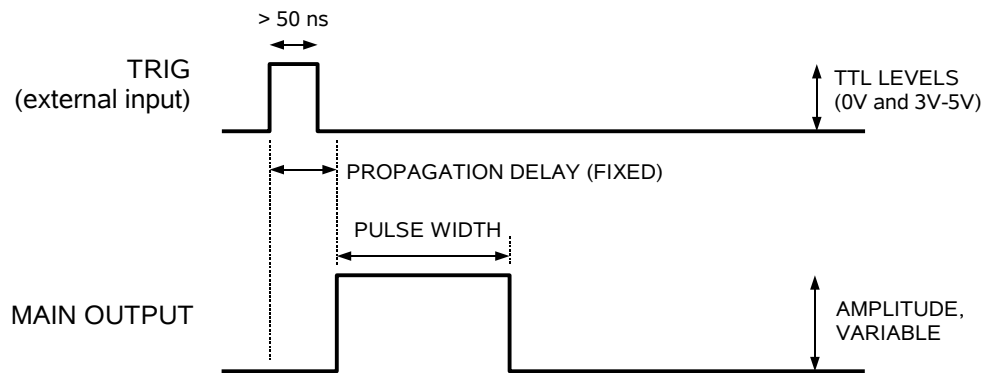 > 50 ns
TRIG
(external input)
TTL LEVELS
(0V and 3V-5V)
PROPAGATION DELAY (FIXED)
PULSE WIDTH
MAIN OUTPUT
AMPLITUDE,
VARIABLE